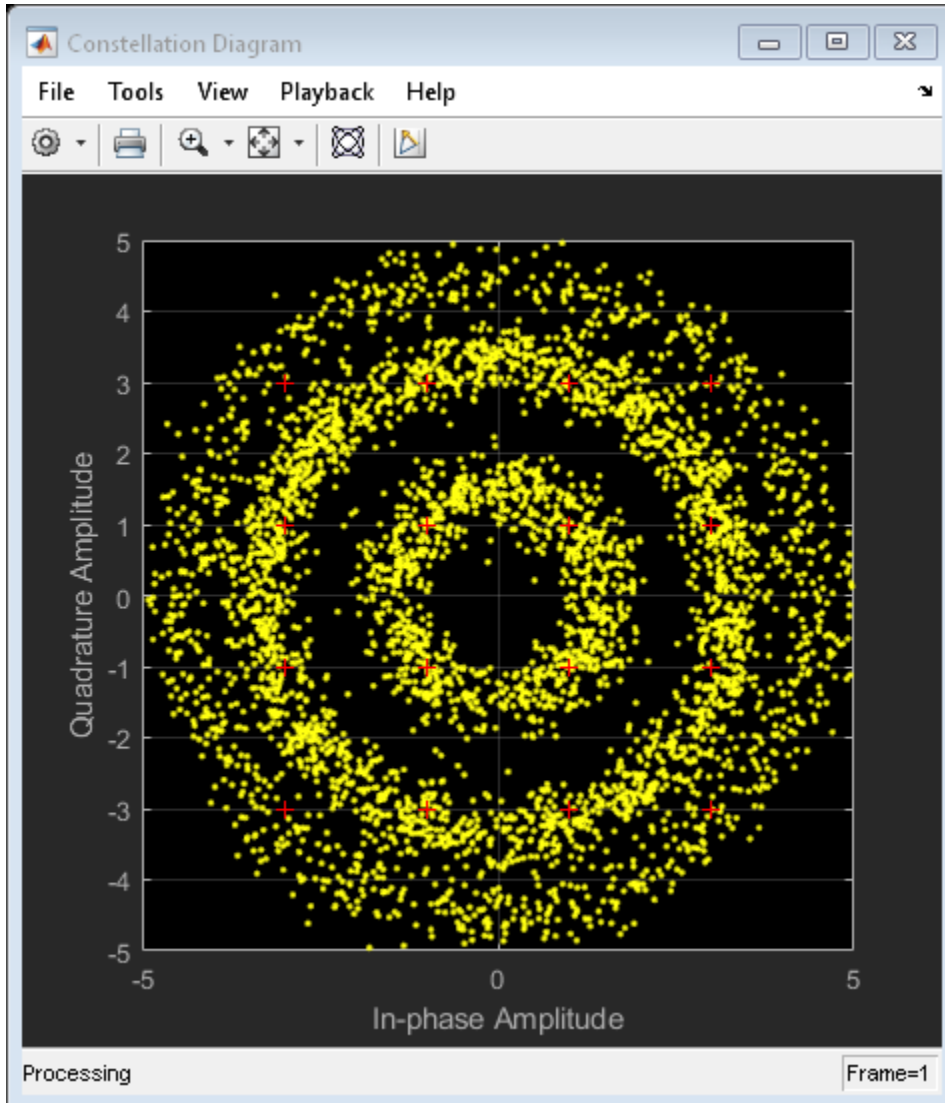 Constellation Diagram
File Tools View Playback Help
5
4
3
2
1
0
-1
-2
-3
-4
-5
Quadrature Amplitude
-5 0 5
In-phase Amplitude
Processing Frame=1